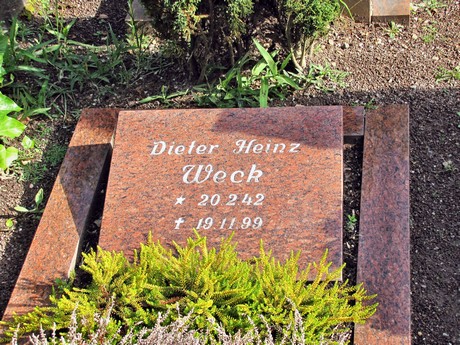 Dieter Heinz
Weck
★ 20 2 42
✝ 19 11 99